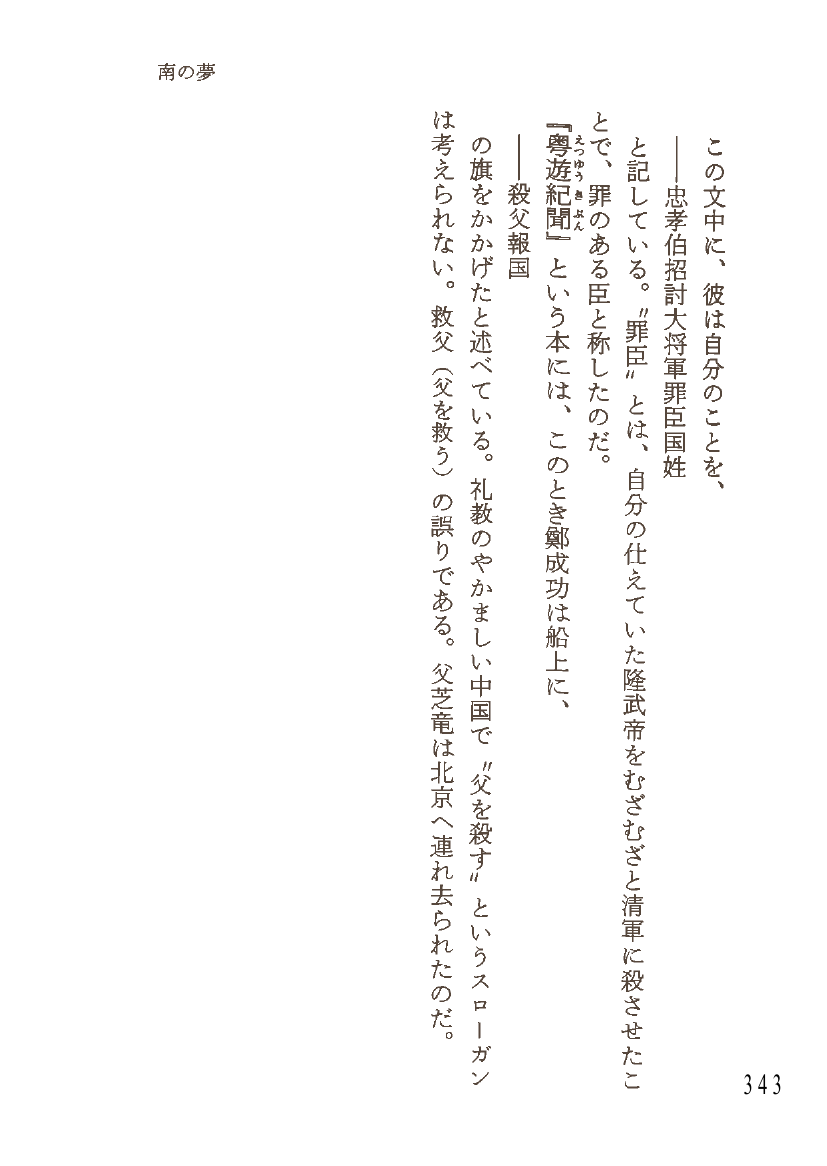 南の夢
この文中に、彼は自分のことを、
――忠孝伯招討大将軍罪臣国姓
と記している。〝罪臣〟とは、自分の仕えていた隆武帝をむざむざと清軍に殺させたこ
とで、罪のある臣と称したのだ。
『粤遊紀聞』という本には、このとき鄭成功は船上に、
えつゆう き ぶん
――殺父報国
の旗をかかげたと述べている。礼教のやかましい中国で〝父を殺す〟というスローガン
は考えられない。救父（父を救う）の誤りである。父芝竜は北京へ連れ去られたのだ。
343